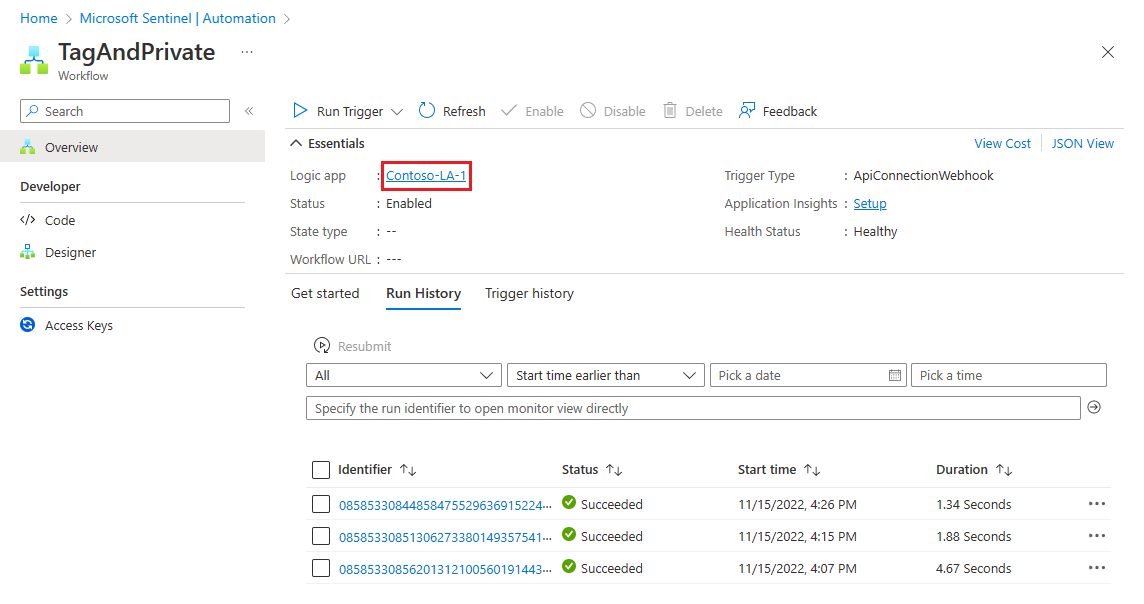 Home > Microsoft Sentinel | Automation >
TagAndPrivate ...
Workflow
Search «
Run Trigger Refresh Enable Disable Delete Feedback
Overview
Developer
Code
Designer
Settings
Access Keys
Essentials View Cost JSON View
Logic app : Contoso-LA-1 Trigger Type : ApiConnectionWebhook
Status : Enabled Application Insights : Setup
State type : -- Health Status : Healthy
Workflow URL : ---
Get started Run History Trigger history
Resubmit
All Start time earlier than Pick a date Pick a time
Specify the run identifier to open monitor view directly
Identifier ↑↓ Status ↑↓ Start time ↑↓ Duration ↑↓
08585330844858475529636915224... Succeeded 11/15/2022, 4:26 PM 1.34 Seconds ...
08585330851306273380149357541... Succeeded 11/15/2022, 4:15 PM 1.88 Seconds ...
08585330856201312100560191443... Succeeded 11/15/2022, 4:07 PM 4.67 Seconds ...